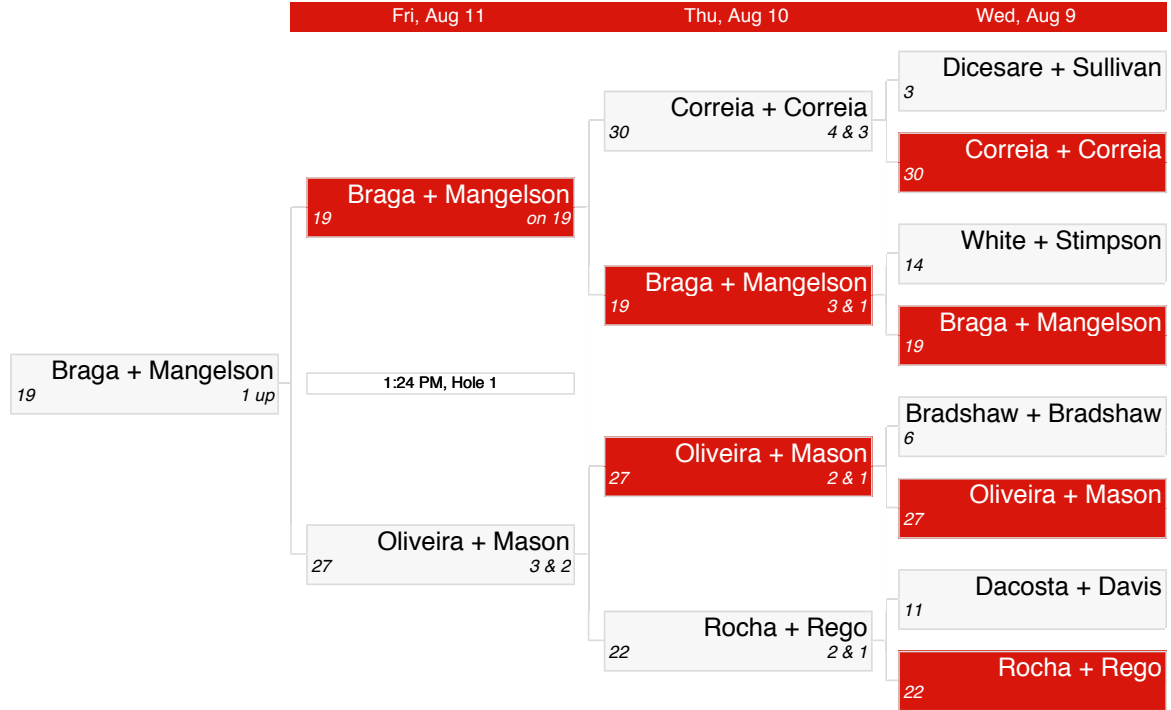 Fri, Aug 11 Thu, Aug 10 Wed, Aug 9
Dicesare + Sullivan
3
Correia + Correia
30 4 & 3
Correia + Correia
30
Braga + Mangelson
19 on 19
White + Stimpson
14
Braga + Mangelson
19 3 & 1
Braga + Mangelson
19
Braga + Mangelson
19 1 up
1:24 PM, Hole 1
Bradshaw + Bradshaw
6
Oliveira + Mason
27 2 & 1
Oliveira + Mason
27
Oliveira + Mason
27 3 & 2
Dacosta + Davis
11
Rocha + Rego
22 2 & 1
Rocha + Rego
22